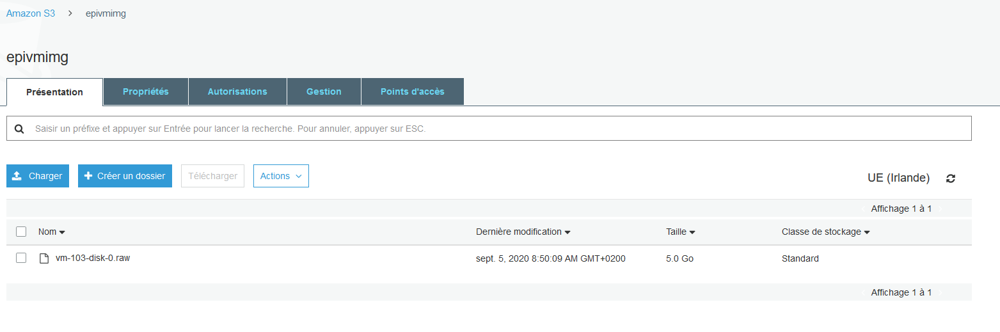 Amazon S3 > epivmimg
epivmimg
Présentation Propriétés Autorisations Gestion Points d'accès
Saisir un préfixe et appuyer sur Entrée pour lancer la recherche. Pour annuler, appuyer sur ESC.
Charger Créer un dossier Télécharger Actions UE (Irlande)
Affichage 1 à 1
Nom Dernière modification Taille Classe de stockage
vm-103-disk-0.raw sept. 5, 2020 8:50:09 AM GMT+0200 5.0 Go Standard
Affichage 1 à 1